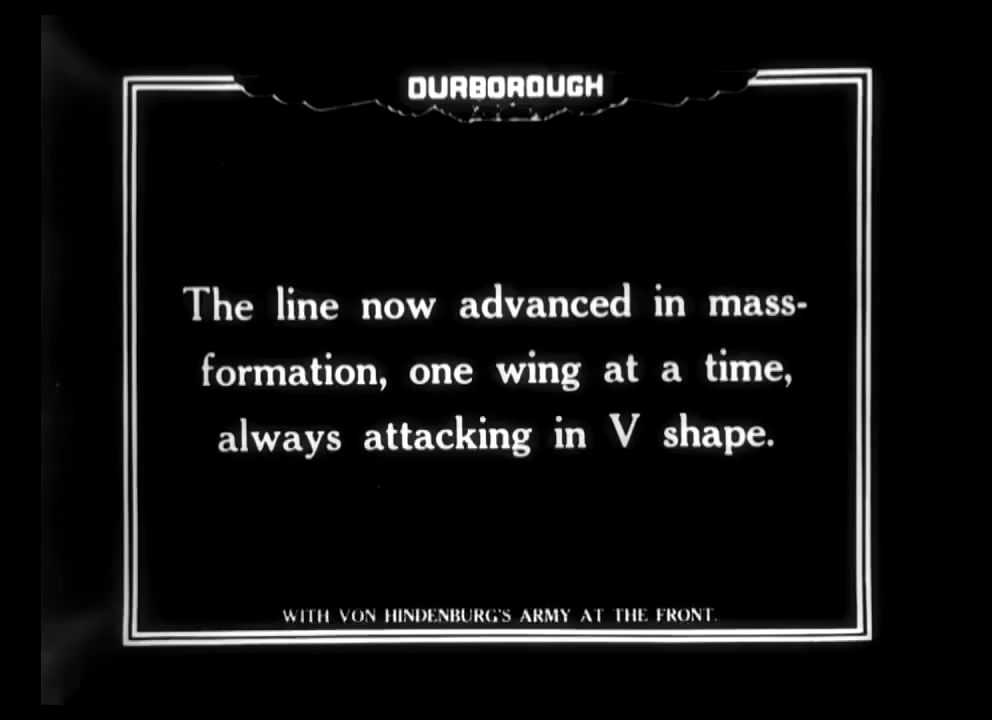 DURBOROUGH
The line now advanced in mass-
formation, one wing at a time,
always attacking in V shape.
WITH VON HINDENBURG'S ARMY AT THE FRONT.